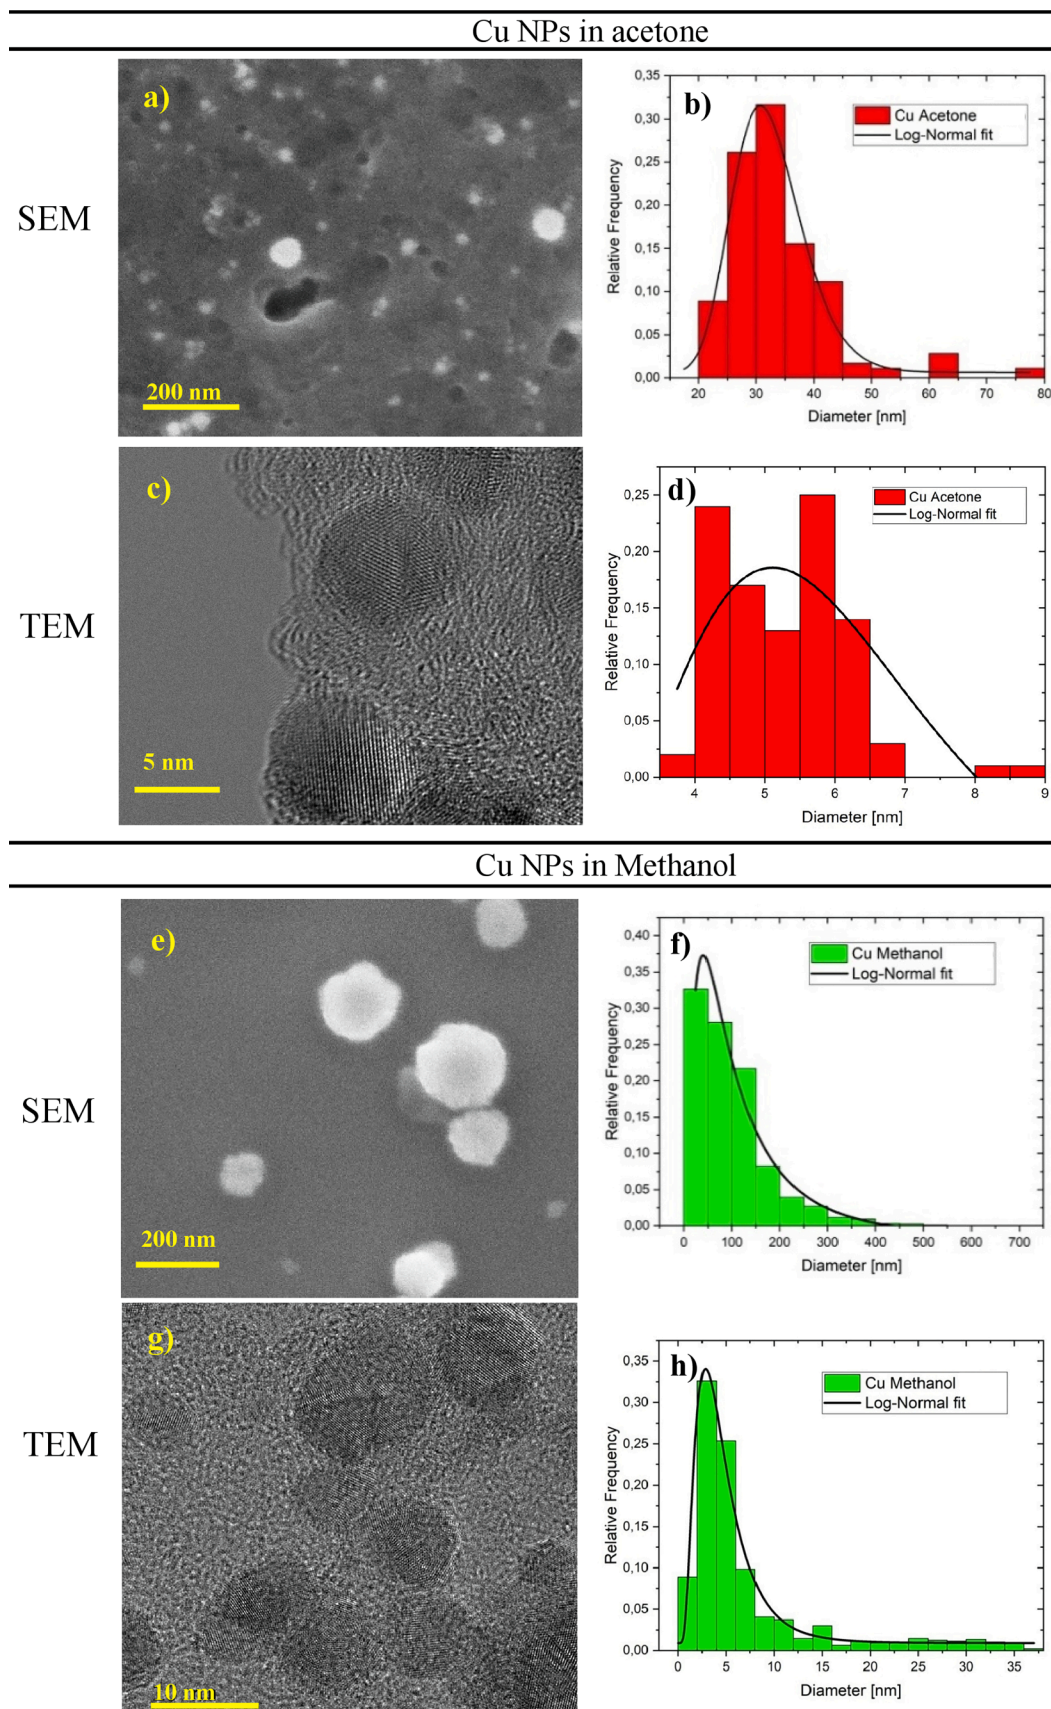 Cu NPs in acetone
SEM
a)
200 nm
b)
Cu Acetone
Log-Normal fit
Relative Frequency
0,35
0,30
0,25
0,20
0,15
0,10
0,05
0,00
20 30 40 50 60 70 80
Diameter [nm]
TEM
c)
5 nm
d)
Cu Acetone
Log-Normal fit
Relative Frequency
0,25
0,20
0,15
0,10
0,05
0,00
4 5 6 7 8 9
Diameter [nm]
Cu NPs in Methanol
SEM
e)
200 nm
f)
Cu Methanol
Log-Normal fit
Relative Frequency
0,40
0,35
0,30
0,25
0,20
0,15
0,10
0,05
0,00
0 100 200 300 400 500 600 700
Diameter [nm]
TEM
g)
10 nm
h)
Cu Methanol
Log-Normal fit
Relative Frequency
0,35
0,30
0,35
0,20
0,15
0,10
0,05
0,00
0 5 10 15 20 25 30 35
Diameter [nm]